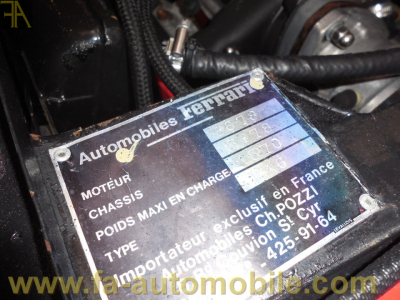 FA
Automobiles Ferrari
MOTEUR
CHASSIS
POIDS MAXI EN CHARGE
TYPE
Importateur exclusif en France
Automobiles Ch. POZZI
Gouvion St Cyr
- 425-91-64
www.fa-automobile.com